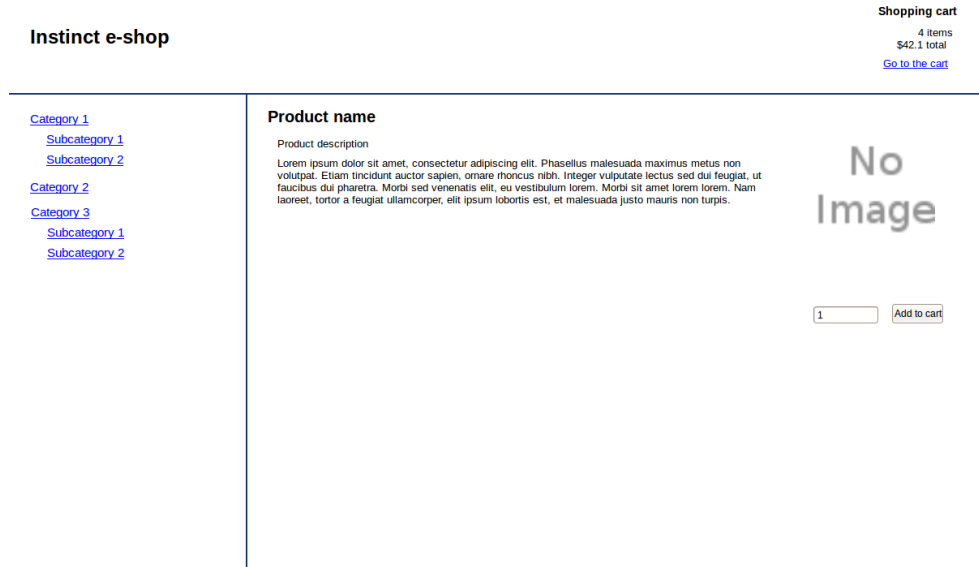 Instinct e-shop
Shopping cart
4 items
$42.1 total
Go to the cart
Category 1
Subcategory 1
Subcategory 2
Category 2
Category 3
Subcategory 1
Subcategory 2
Product name
Product description
Lorem ipsum dolor sit amet, consectetur adipiscing elit. Phasellus malesuada maximus metus non
volutpat. Etiam tincidunt auctor sapien, ornare rhoncus nibh. Integer vulputate lectus sed dui feugiat, ut
faucibus dui pharetra. Morbi sed venenatis elit, eu vestibulum lorem. Morbi sit amet lorem lorem. Nam
laoreet, tortor a feugiat ullamcorper, elit ipsum lobortis est, et malesuada justo mauris non turpis.
No
Image
1
Add to cart